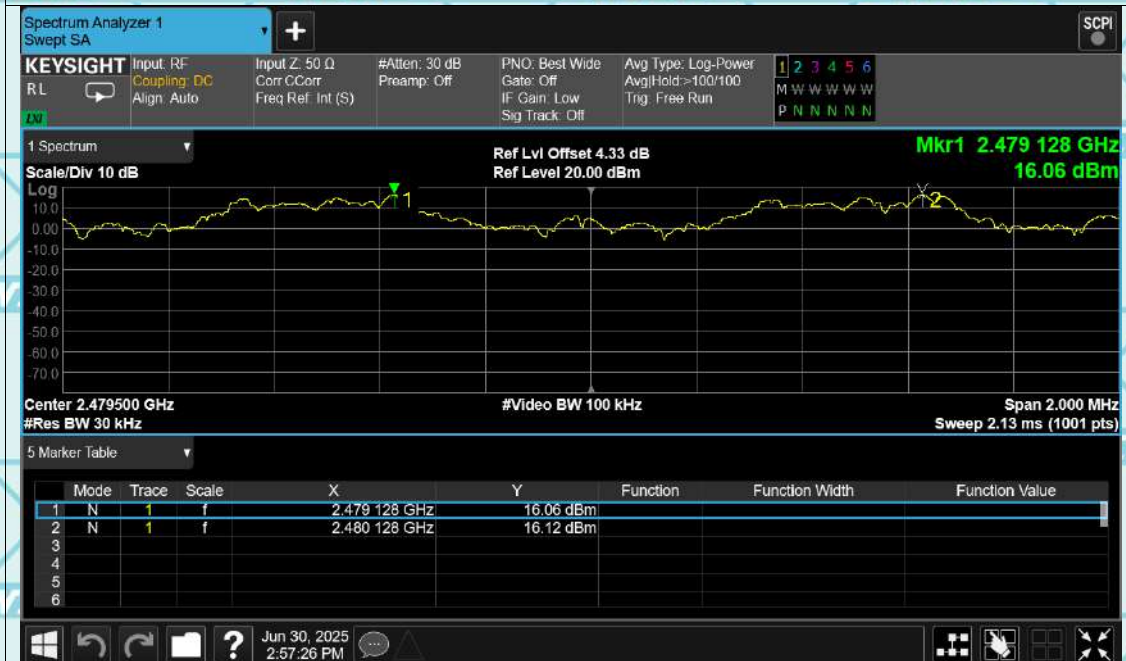 Spectrum Analyzer 1
Swept SA
+
SCPI
KEYSIGHT
RL
LXI
Input: RF
Coupling: DC
Align: Auto
Input Z: 50 Ω
Corr CCorr
Freq Ref: Int (S)
#Atten: 30 dB
Preamp: Off
PNO: Best Wide
Gate: Off
IF Gain: Low
Sig Track: Off
Avg Type: Log-Power
Avg|Hold:>100/100
Trig: Free Run
1 2 3 4 5 6
M W W W W W
P N N N N N
1 Spectrum
Scale/Div 10 dB
Ref Lvl Offset 4.33 dB
Ref Level 20.00 dBm
Mkr1 2.479 128 GHz
16.06 dBm
Log
10.0
0.00
-10.0
-20.0
-30.0
-40.0
-50.0
-60.0
-70.0
1
2
Center 2.479500 GHz
#Res BW 30 kHz
#Video BW 100 kHz
Span 2.000 MHz
Sweep 2.13 ms (1001 pts)
5 Marker Table
Mode Trace Scale X Y Function Function Width Function Value
1 N 1 f 2.479 128 GHz 16.06 dBm
2 N 1 f 2.480 128 GHz 16.12 dBm
3
4
5
6
?
Jun 30, 2025
2:57:26 PM